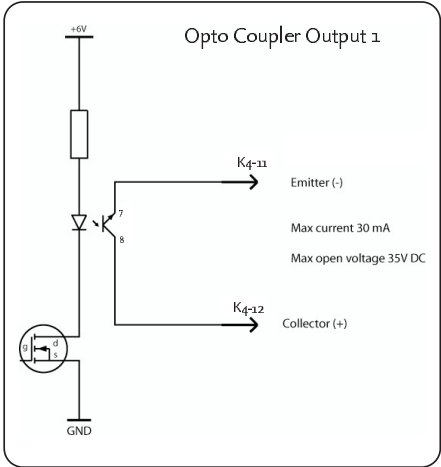 +6V
Opto Coupler Output 1
K4-11
Emitter (-)
7
Max current 30 mA
8
Max open voltage 35V DC
K4-12
Collector (+)
g
d
s
GND